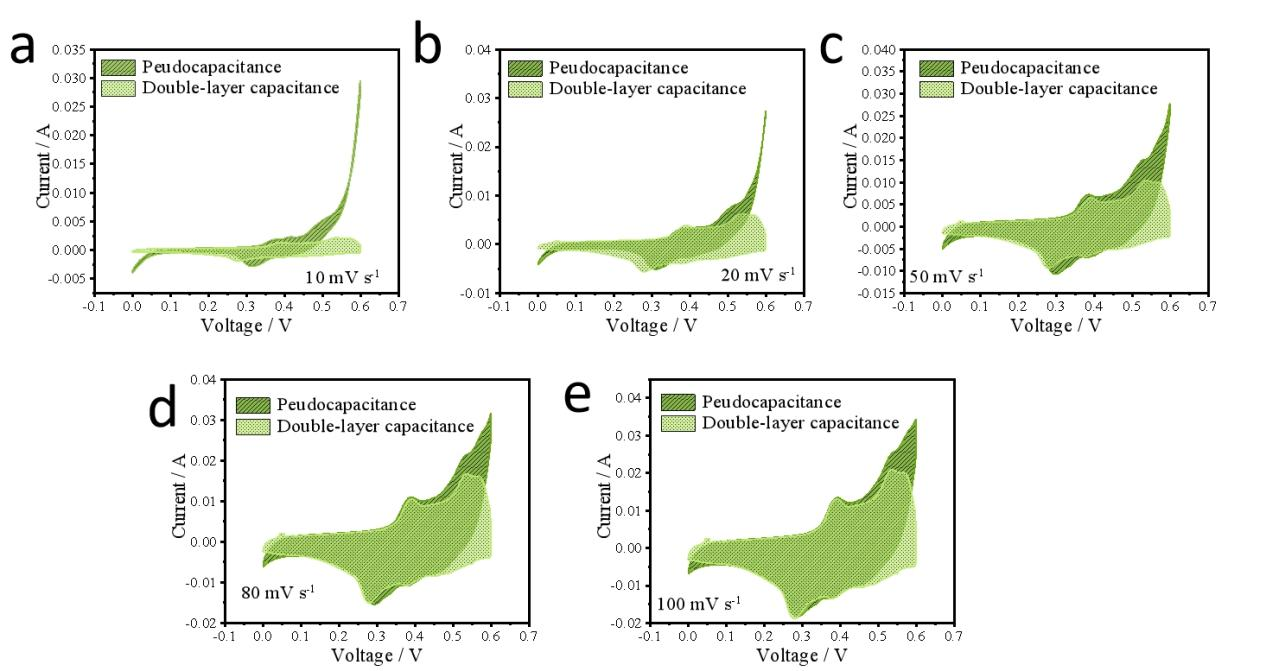 a
0.035
0.030
0.025
0.020
0.015
0.010
0.005
0.000
-0.005
Current / A
Peudocapacitance
Double-layer capacitance
10 mV s-1
-0.1 0.0 0.1 0.2 0.3 0.4 0.5 0.6 0.7
Voltage / V
b
0.04
0.03
0.02
0.01
0.00
-0.01
Current / A
Peudocapacitance
Double-layer capacitance
20 mV s-1
-0.1 0.0 0.1 0.2 0.3 0.4 0.5 0.6 0.7
Voltage / V
c
0.040
0.035
0.030
0.025
0.020
0.015
0.010
0.005
0.000
-0.005
-0.010
-0.015
Current / A
Peudocapacitance
Double-layer capacitance
50 mV s-1
-0.1 0.0 0.1 0.2 0.3 0.4 0.5 0.6 0.7
Voltage / V
d
0.04
0.03
0.02
0.01
0.00
-0.01
-0.02
Current / A
Peudocapacitance
Double-layer capacitance
80 mV s-1
-0.1 0.0 0.1 0.2 0.3 0.4 0.5 0.6 0.7
Voltage / V
e
0.04
0.03
0.02
0.01
0.00
-0.01
-0.02
Current / A
Peudocapacitance
Double-layer capacitance
100 mV s-1
-0.1 0.0 0.1 0.2 0.3 0.4 0.5 0.6 0.7
Voltage / V